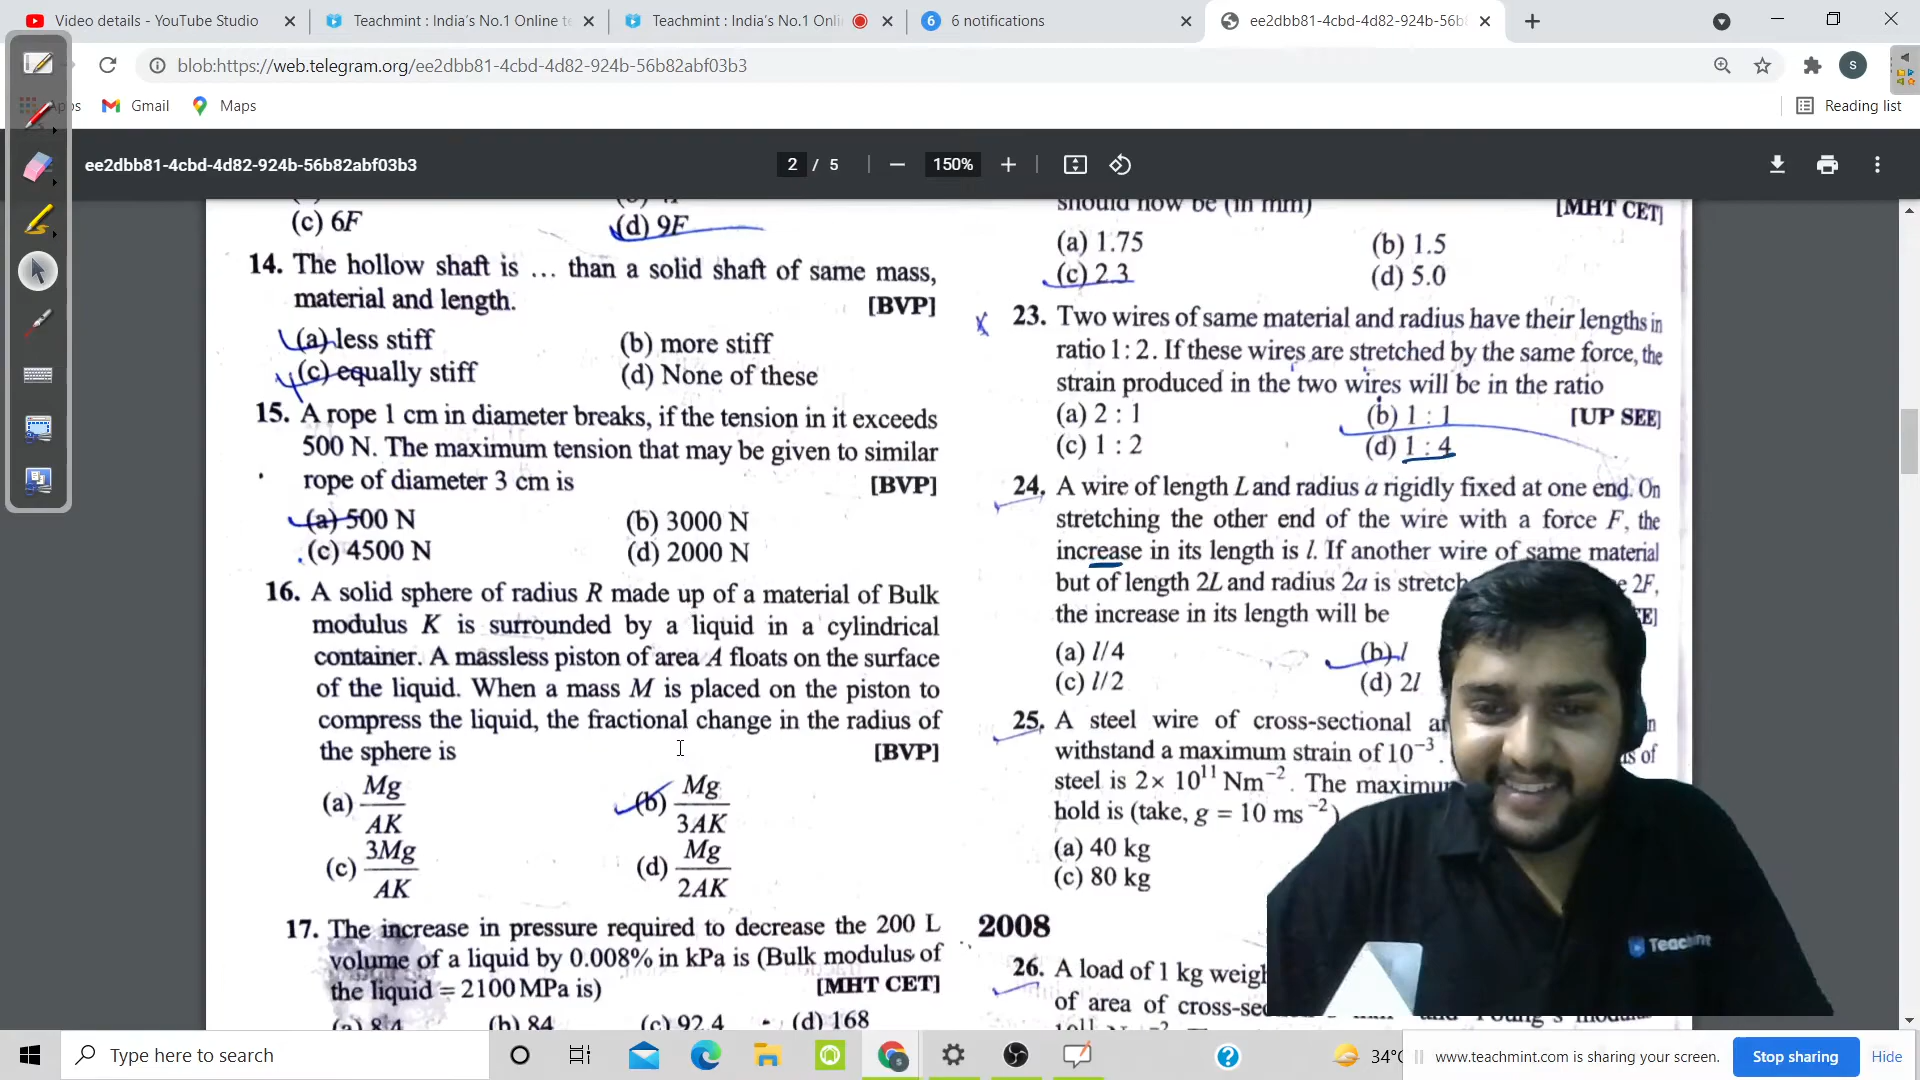 Video details - YouTube Studio
Teachmint : India's No.1 Online te
Teachmint : India's No.1 Onli
6 6 notifications
ee2dbb81-4cbd-4d82-924b-56b
blob:https://web.telegram.org/ee2dbb81-4cbd-4d82-924b-56b82abf03b3
S
Apps
Gmail
Maps
Reading list
ee2dbb81-4cbd-4d82-924b-56b82abf03b3
2 / 5
150%
(c) 6F
(d) 9F
14. The hollow shaft is ... than a solid shaft of same mass,
material and length. [BVP]
(a) less stiff (b) more stiff
(c) equally stiff (d) None of these
15. A rope 1 cm in diameter breaks, if the tension in it exceeds
500 N. The maximum tension that may be given to similar
rope of diameter 3 cm is [BVP]
(a) 500 N (b) 3000 N
(c) 4500 N (d) 2000 N
16. A solid sphere of radius R made up of a material of Bulk
modulus K is surrounded by a liquid in a cylindrical
container. A massless piston of area A floats on the surface
of the liquid. When a mass M is placed on the piston to
compress the liquid, the fractional change in the radius of
the sphere is [BVP]
(a) Mg/AK (b) Mg/3AK
(c) 3Mg/AK (d) Mg/2AK
17. The increase in pressure required to decrease the 200 L
volume of a liquid by 0.008% in kPa is (Bulk modulus of
the liquid = 2100 MPa is) [MHT CET]
(a) 8.4 (b) 84 (c) 92.4 (d) 168
should now be (in mm) [MHT CET]
(a) 1.75 (b) 1.5
(c) 2.3 (d) 5.0
x 23. Two wires of same material and radius have their lengths in
ratio 1 : 2. If these wires are stretched by the same force, the
strain produced in the two wires will be in the ratio
(a) 2 : 1 (b) 1 : 1 [UP SEE]
(c) 1 : 2 (d) 1 : 4
24. A wire of length L and radius a rigidly fixed at one end. On
stretching the other end of the wire with a force F, the
increase in its length is l. If another wire of same material
but of length 2L and radius 2a is stretch 2F,
the increase in its length will be E]
(a) l/4 (b) l
(c) l/2 (d) 2l
25. A steel wire of cross-sectional ar
withstand a maximum strain of 10⁻³. of
steel is 2× 10¹¹ Nm⁻². The maximu
hold is (take, g = 10 ms⁻²)
(a) 40 kg
(c) 80 kg
2008
26. A load of 1 kg weigh
of area of cross-sec
Teachmint
Type here to search
34°C
www.teachmint.com is sharing your screen.
Stop sharing
Hide